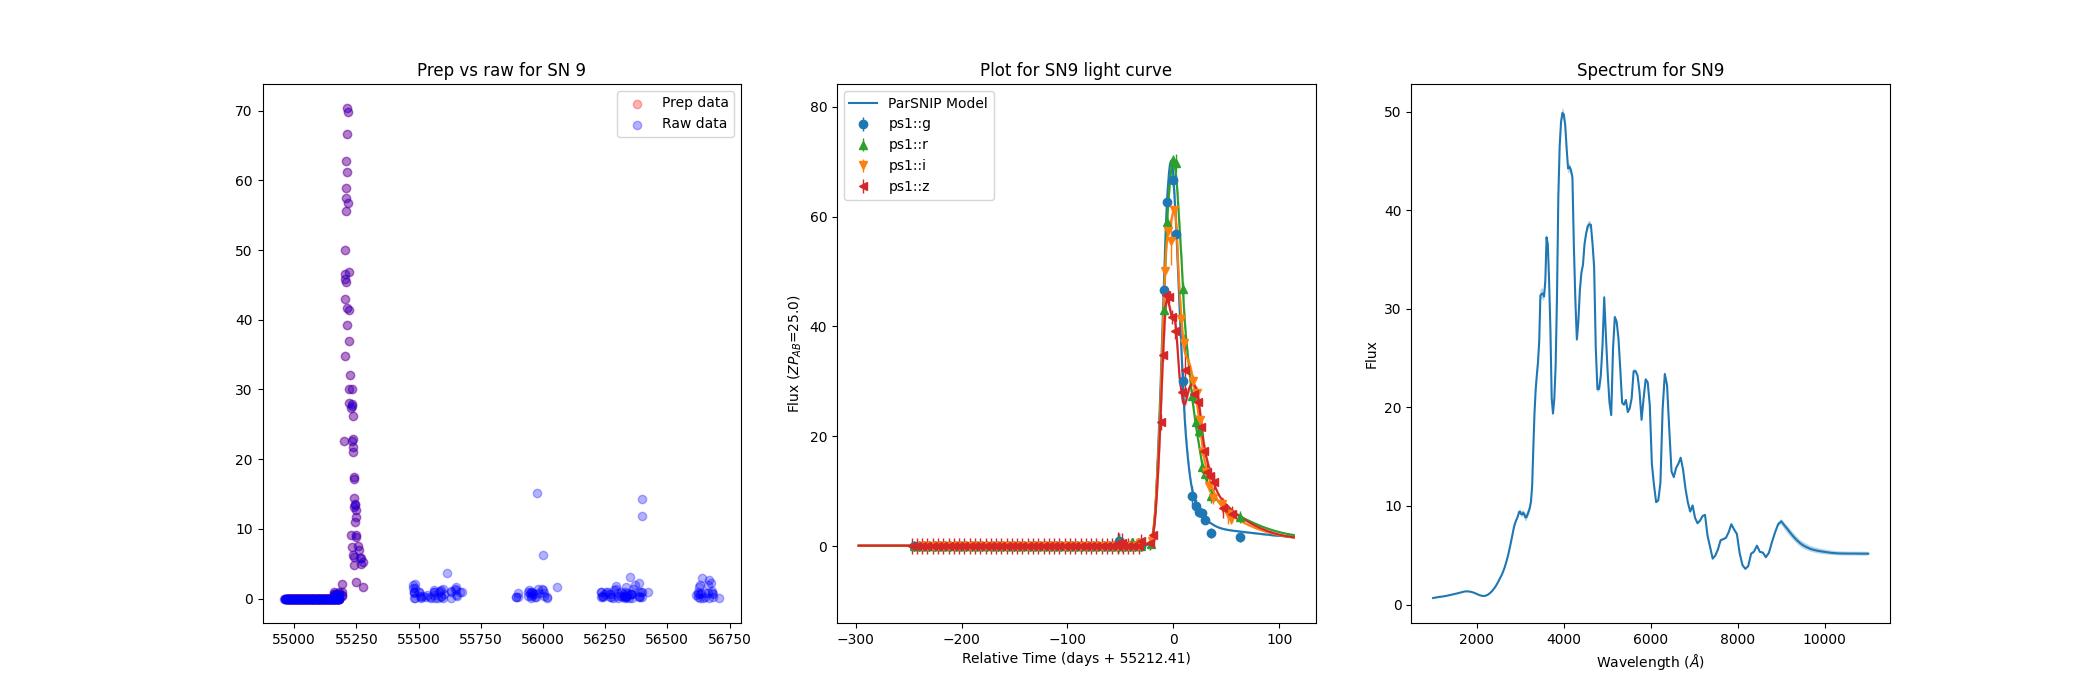 Prep vs raw for SN 9
Prep data
Raw data
70
60
50
40
30
20
10
0
55000
55250
55500
55750
56000
56250
56500
56750
Plot for SN9 light curve
ParSNIP Model
ps1::g
ps1::r
ps1::i
ps1::z
Flux (ZP_AB=25.0)
80
60
40
20
0
−300
−200
−100
0
100
Relative Time (days + 55212.41)
Spectrum for SN9
Flux
50
40
30
20
10
0
2000
4000
6000
8000
10000
Wavelength (Å)